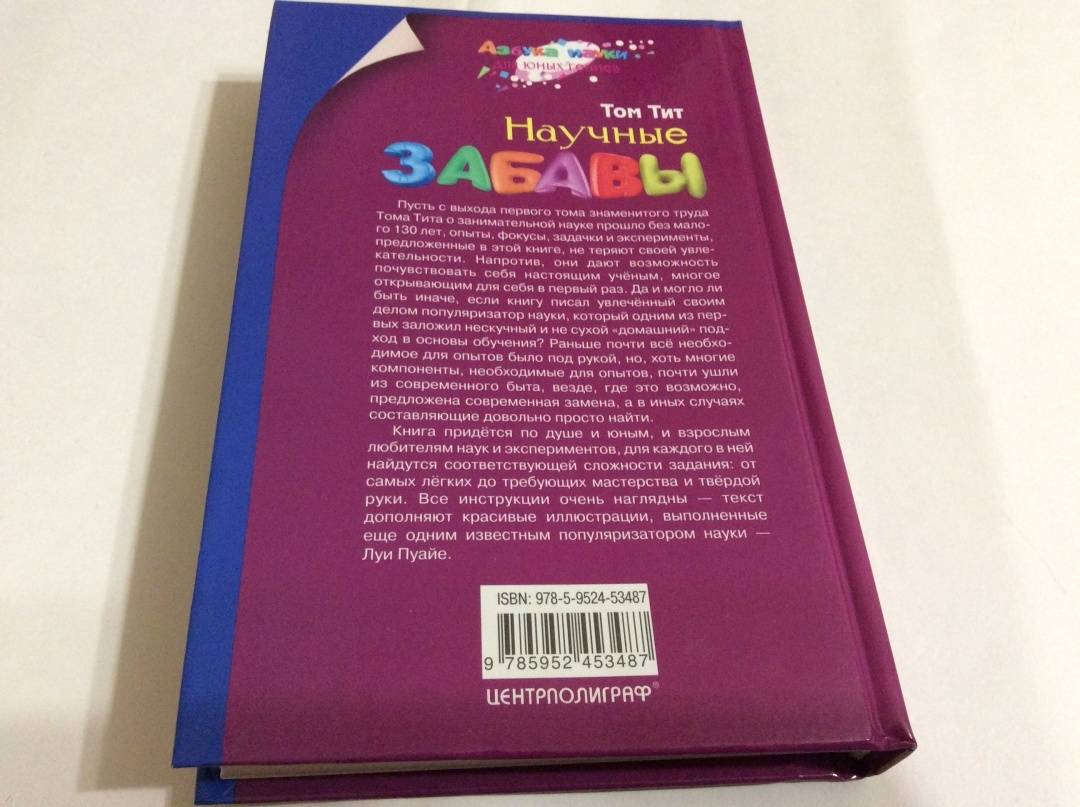 Азбука науки
для юных гениев
Том Тит
Научные
ЗАБАВЫ
Пусть с выхода первого тома знаменитого труда
Тома Тита о занимательной науке прошло без мало-
го 130 лет, опыты, фокусы, задачки и эксперименты,
предложенные в этой книге, не теряют своей увле-
кательности. Напротив, они дают возможность
почувствовать себя настоящим учёным, многое
открывающим для себя в первый раз. Да и могло ли
быть иначе, если книгу писал увлечённый своим
делом популяризатор науки, который одним из пер-
вых заложил нескучный и не сухой «домашний» под-
ход в основы обучения? Раньше почти всё необхо-
димое для опытов было под рукой, но, хоть многие
компоненты, необходимые для опытов, почти ушли
из современного быта, везде, где это возможно,
предложена современная замена, а в иных случаях
составляющие довольно просто найти.
Книга придётся по душе и юным, и взрослым
любителям наук и экспериментов, для каждого в ней
найдутся соответствующей сложности задания: от
самых лёгких до требующих мастерства и твёрдой
руки. Все инструкции очень наглядны — текст
дополняют красивые иллюстрации, выполненные
еще одним известным популяризатором науки —
Луи Пуайе.
ISBN: 978-5-9524-53487
9 785952 453487
ЦЕНТРПОЛИГРАФ®